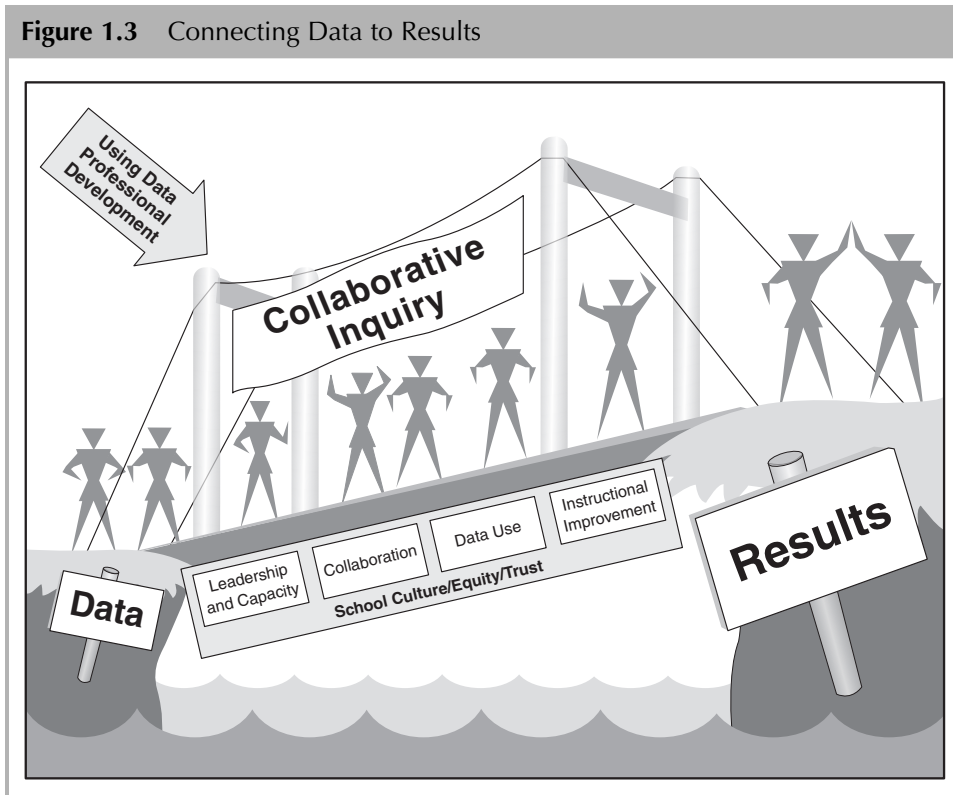 Figure 1.3 Connecting Data to Results
Using Data
Professional
Development
Collaborative
Inquiry
Leadership
and Capacity
Collaboration
Data Use
Instructional
Improvement
School Culture/Equity/Trust
Data
Results